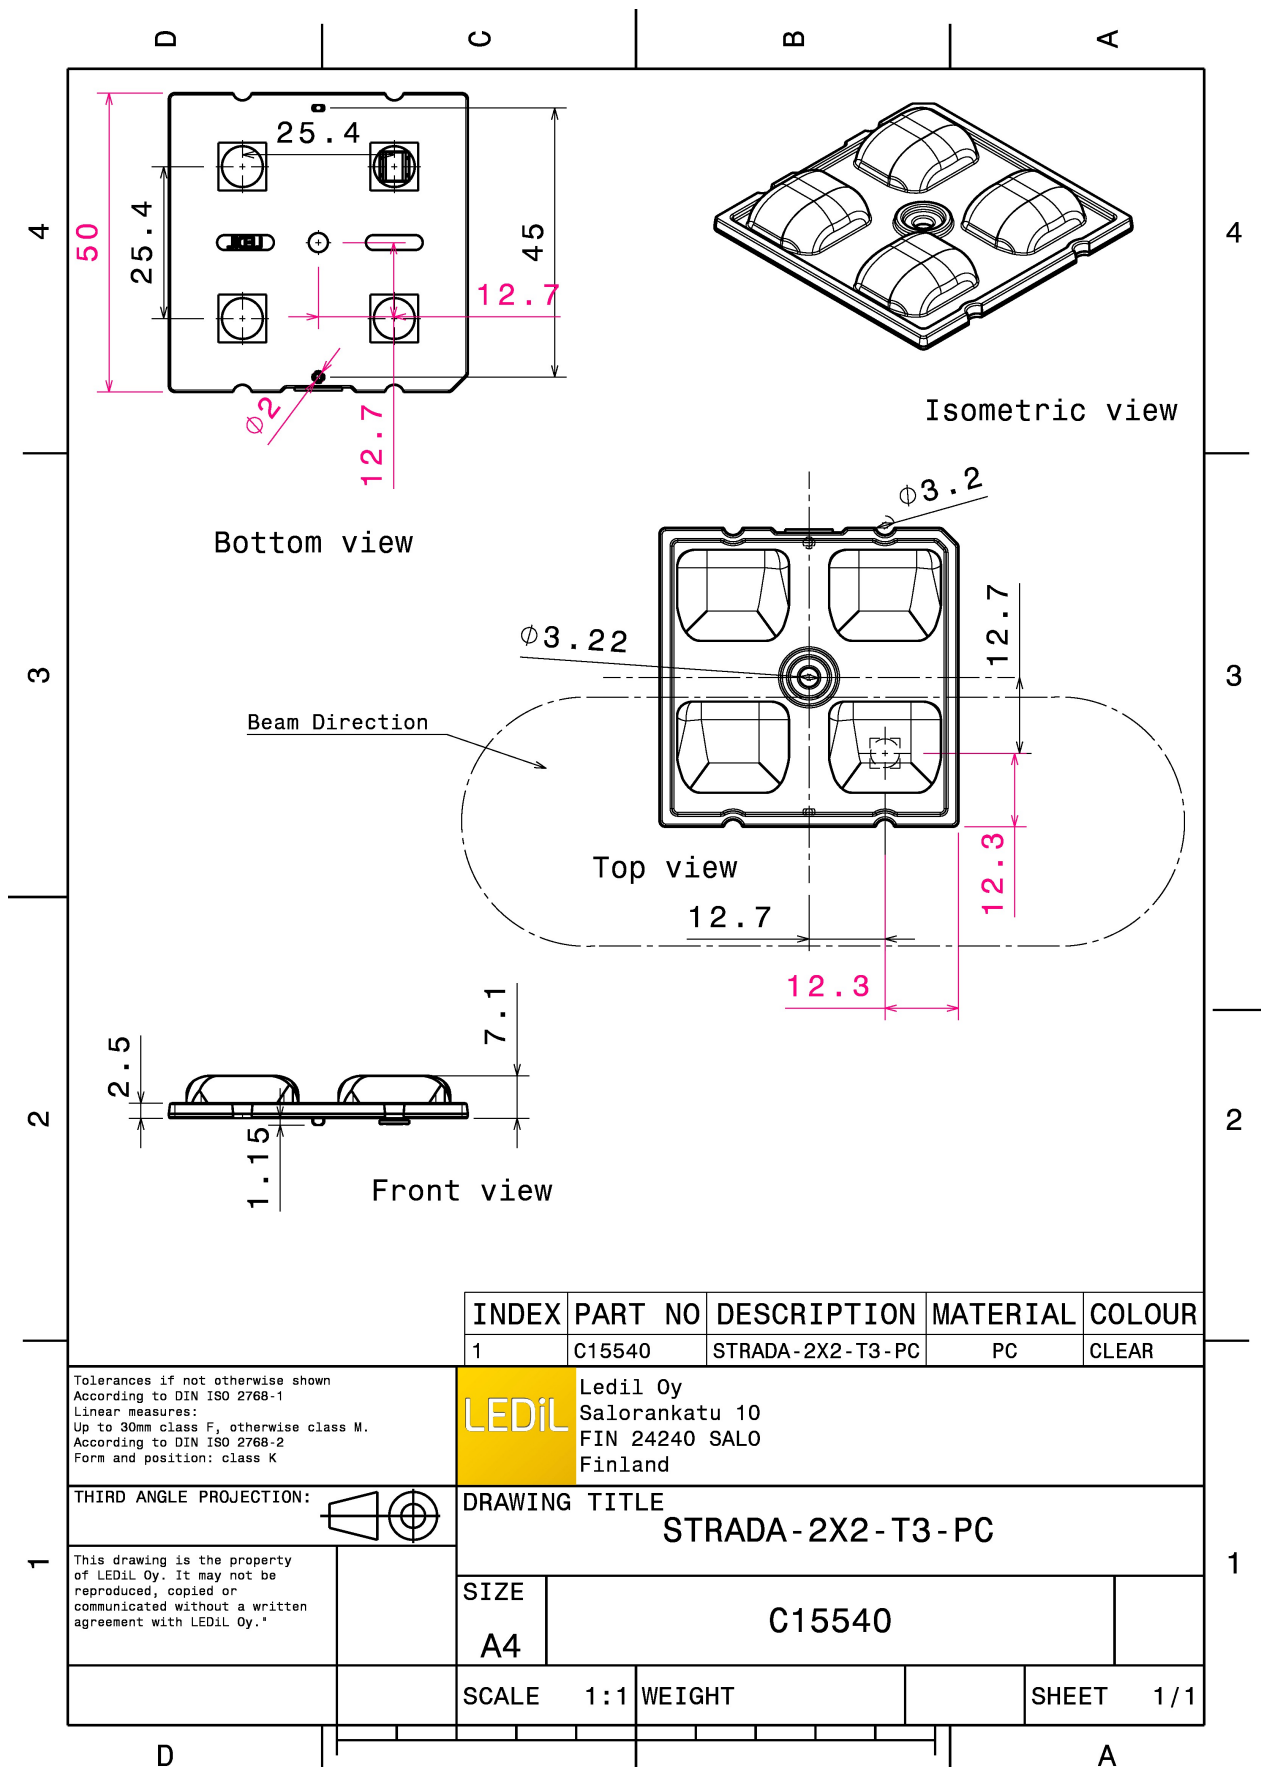 D
C
B
A
4
4
3
3
2
2
1
1
D
A
25.4
50
25.4
45
12.7
⌀2
12.7
Bottom view
Isometric view
⌀3.2
12.7
⌀3.22
Beam Direction
Top view
12.3
12.7
12.3
7.1
2.5
1.15
Front view
INDEX PART NO DESCRIPTION MATERIAL COLOUR
1 C15540 STRADA-2X2-T3-PC PC CLEAR
Tolerances if not otherwise shown
According to DIN ISO 2768-1
Linear measures:
Up to 30mm class F, otherwise class M.
According to DIN ISO 2768-2
Form and position: class K
LEDiL
Ledil Oy
Salorankatu 10
FIN 24240 SALO
Finland
THIRD ANGLE PROJECTION:
DRAWING TITLE
STRADA-2X2-T3-PC
This drawing is the property
of LEDiL Oy. It may not be
reproduced, copied or
communicated without a written
agreement with LEDiL Oy."
SIZE
A4
C15540
SCALE 1:1 WEIGHT SHEET 1/1